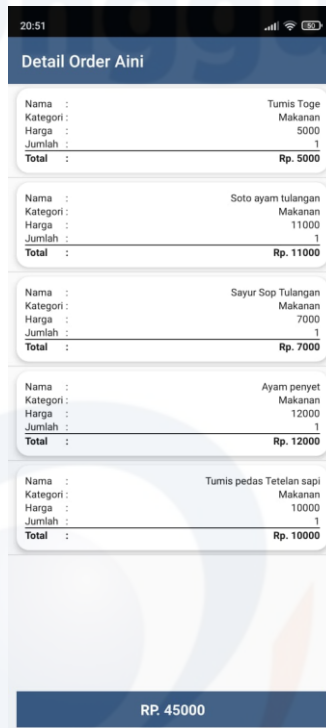 20:51
50
Detail Order Aini
Nama : Tumis Toge
Kategori : Makanan
Harga : 5000
Jumlah : 1
Total : Rp. 5000
Nama : Soto ayam tulangan
Kategori : Makanan
Harga : 11000
Jumlah : 1
Total : Rp. 11000
Nama : Sayur Sop Tulangan
Kategori : Makanan
Harga : 7000
Jumlah : 1
Total : Rp. 7000
Nama : Ayam penyet
Kategori : Makanan
Harga : 12000
Jumlah : 1
Total : Rp. 12000
Nama : Tumis pedas Tetelan sapi
Kategori : Makanan
Harga : 10000
Jumlah : 1
Total : Rp. 10000
RP. 45000